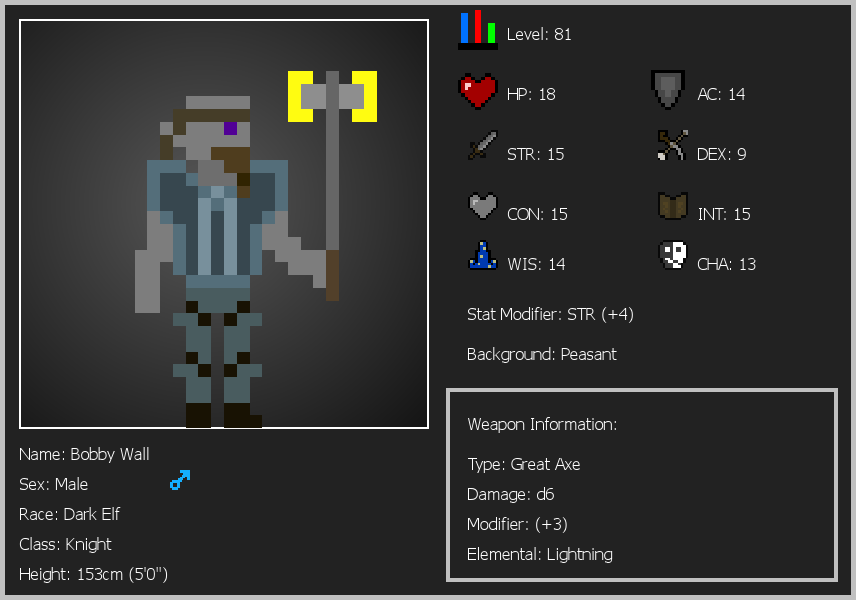 Level: 81
HP: 18
AC: 14
STR: 15
DEX: 9
CON: 15
INT: 15
WIS: 14
CHA: 13
Stat Modifier: STR (+4)
Background: Peasant
Weapon Information:
Type: Great Axe
Damage: d6
Modifier: (+3)
Elemental: Lightning
Name: Bobby Wall
Sex: Male
Race: Dark Elf
Class: Knight
Height: 153cm (5'0")